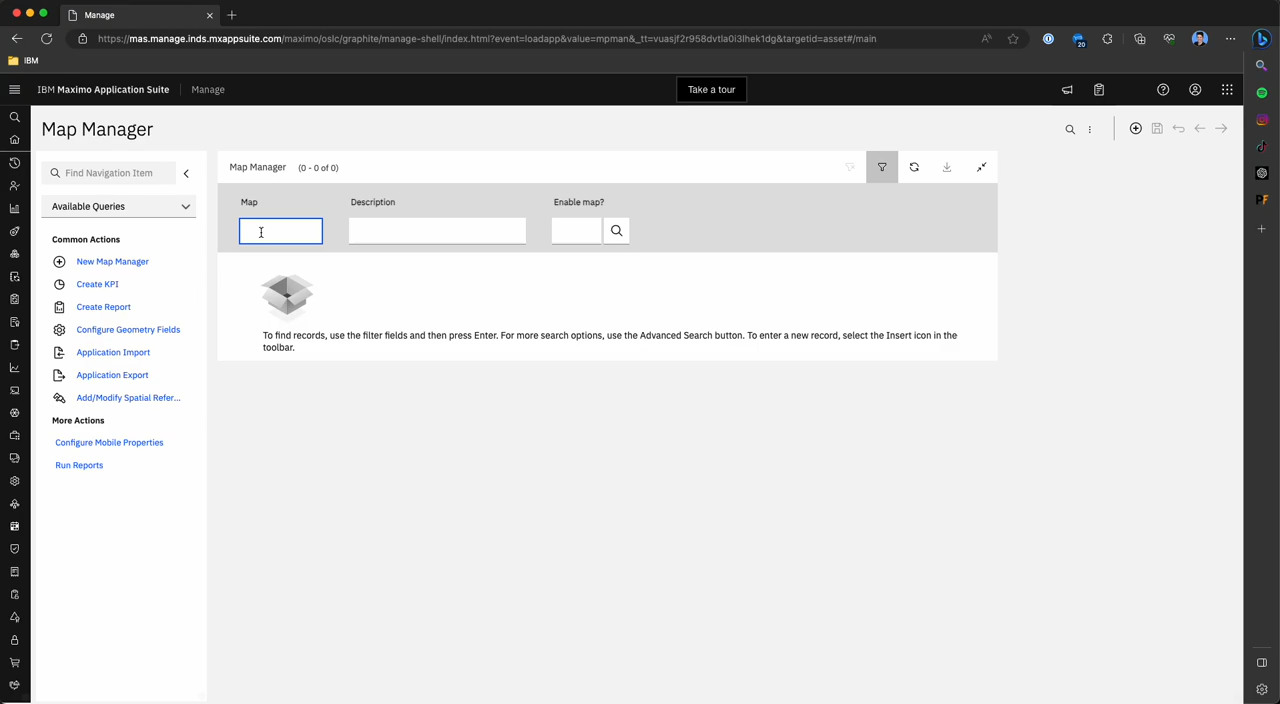 Manage
https://mas.manage.inds.mxappsuite.com/maximo/oslc/graphite/manage-shell/index.html?event=loadapp&value=mpman&_tt=vuasjf2r958dvtla0i3lhek1dg&targetid=asset#/main
20
IBM
IBM Maximo Application Suite
Manage
Take a tour
Map Manager
Find Navigation Item
Available Queries
Common Actions
New Map Manager
Create KPI
Create Report
Configure Geometry Fields
Application Import
Application Export
Add/Modify Spatial Refer...
More Actions
Configure Mobile Properties
Run Reports
Map Manager (0 - 0 of 0)
Map Description Enable map?
To find records, use the filter fields and then press Enter. For more search options, use the Advanced Search button. To enter a new record, select the Insert icon in the
toolbar.